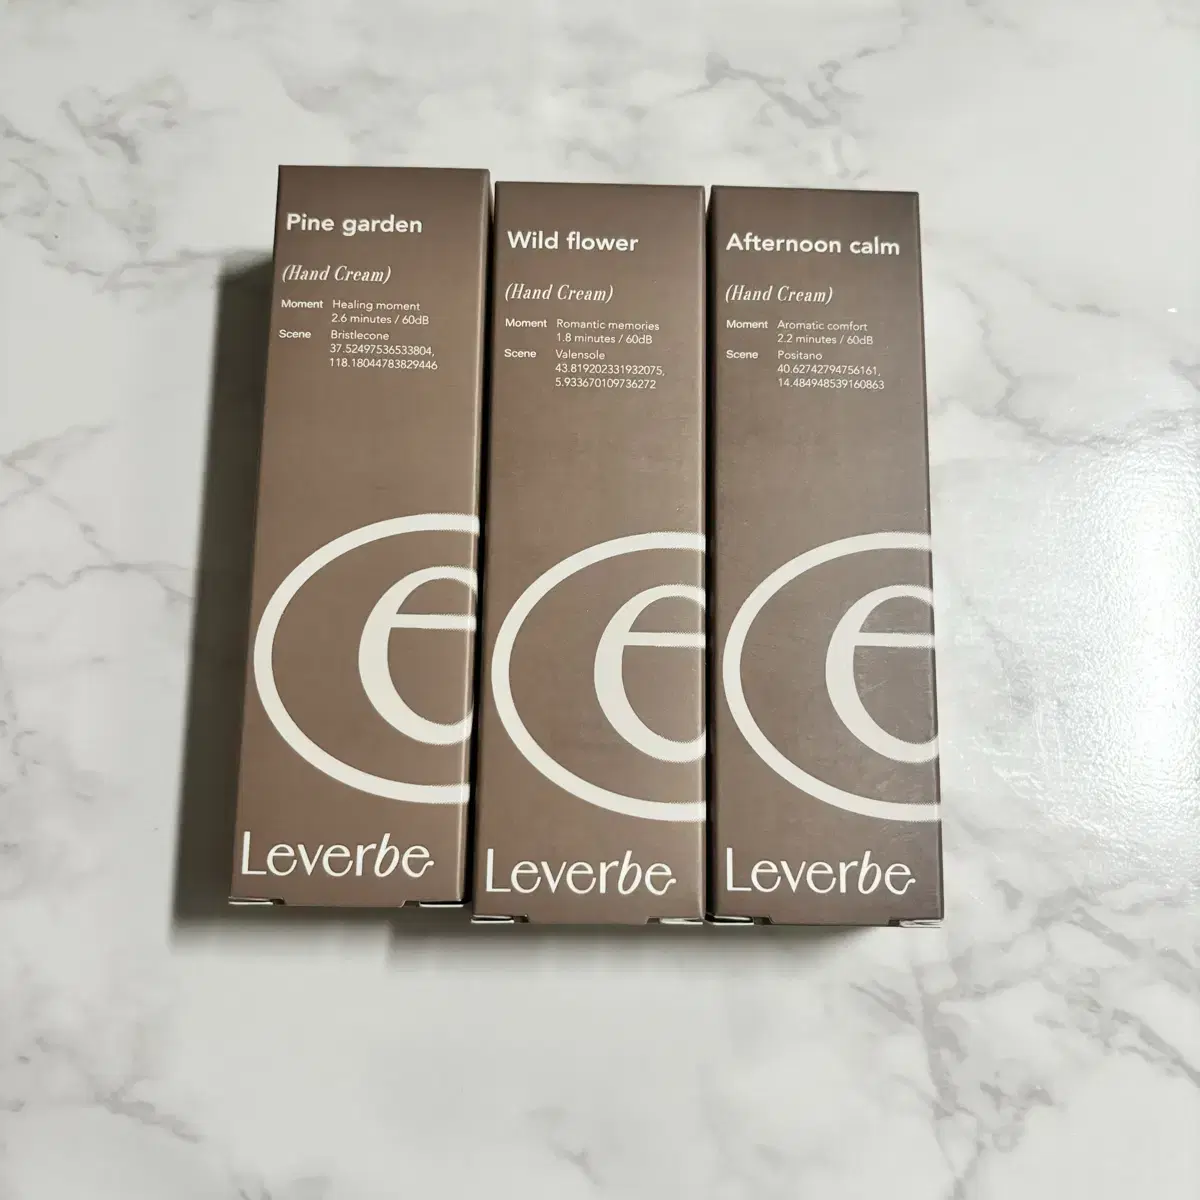 Pine garden
(Hand Cream)
Moment Healing moment
2.6 minutes / 60dB
Scene Bristlecone
37.52497536533804,
118.18044783829446
e
Leverbe
Wild flower
(Hand Cream)
Moment Romantic memories
1.8 minutes / 60dB
Scene Valensole
43.819202331932075,
5.933670109736272
e
Leverbe
Afternoon calm
(Hand Cream)
Moment Aromatic comfort
2.2 minutes / 60dB
Scene Positano
40.62742794756161,
14.484948539160863
e
Leverbe